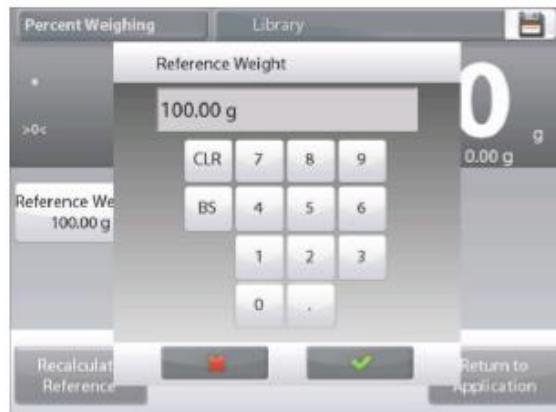 Percent Weighing
Library
Reference Weight
100.00 g
>0<
0
g
0.00 g
CLR 7 8 9
Reference We
100.00 g
BS 4 5 6
1 2 3
0 .
Recalculat
Reference
Return to
Application